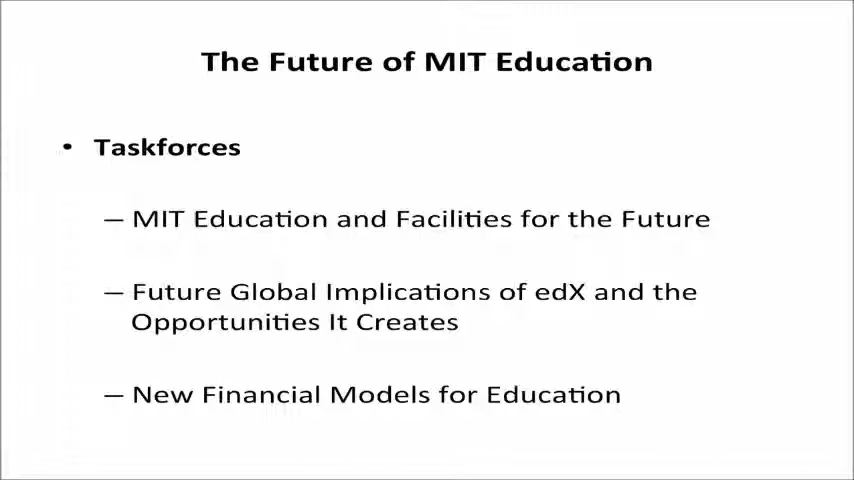 The Future of MIT Education
• Taskforces
— MIT Education and Facilities for the Future
— Future Global Implications of edX and the
Opportunities It Creates
— New Financial Models for Education